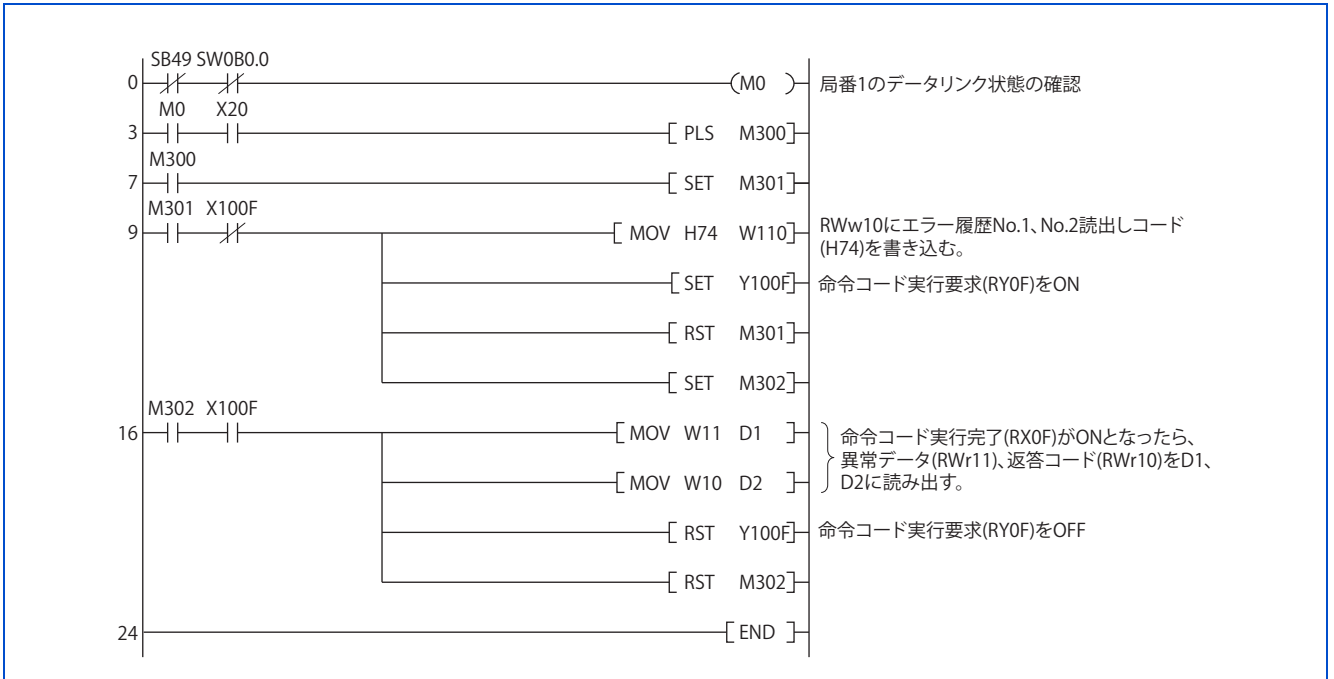 SB49 SW0B0.0
0 (M0 ) 局番1のデータリンク状態の確認
M0 X20
3 [ PLS M300]
M300
7 [ SET M301]
M301 X100F
9 [ MOV H74 W110] RWw10にエラー履歴No.1、No.2読出しコード
(H74)を書き込む。
[ SET Y100F] 命令コード実行要求(RY0F)をON
[ RST M301]
[ SET M302]
M302 X100F
16 [ MOV W11 D1 ] 命令コード実行完了(RX0F)がONとなったら、
異常データ(RWr11)、返答コード(RWr10)をD1、
[ MOV W10 D2 ] D2に読み出す。
[ RST Y100F] 命令コード実行要求(RY0F)をOFF
[ RST M302]
24 [ END ]